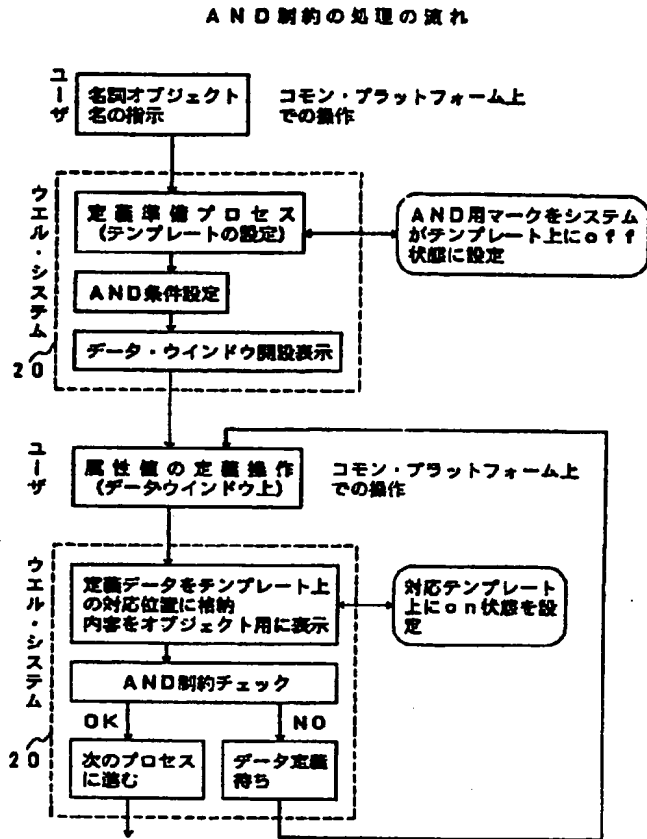 AND制約の処理の流れ
ユーザ
名詞オブジェクト
名の指示
コモン・プラットフォーム上
での操作
ウエル・システム
20
定義準備プロセス
(テンプレートの設定)
AND用マークをシステム
がテンプレート上にoff
状態に設定
AND条件設定
データ・ウインドウ開設表示
ユーザ
属性値の定義操作
(データウインドウ上)
コモン・プラットフォーム上
での操作
ウエル・システム
20
定義データをテンプレート上
の対応位置に格納
内容をオブジェクト用に表示
対応テンプレート
上にon状態を設
定
AND制約チェック
OK
NO
次のプロセス
に進む
データ定義
待ち